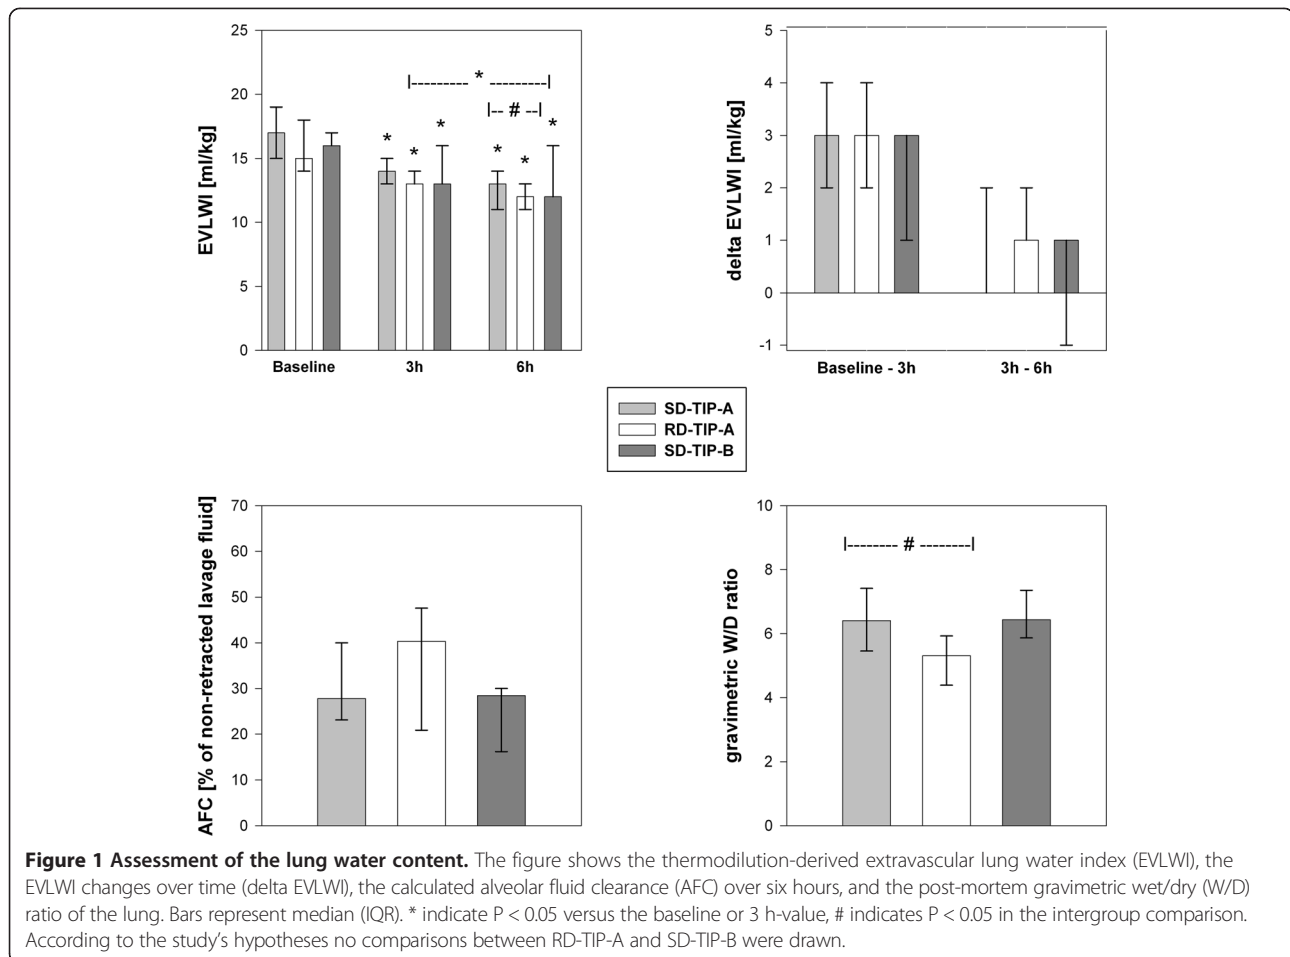 25
20
15
10
5
0
EVLWI [ml/kg]
|-------- * --------|
|-- # --|
* * *
* * *
Baseline 3h 6h
5
4
3
2
1
0
-1
delta EVLWI [ml/kg]
Baseline - 3h 3h - 6h
SD-TIP-A
RD-TIP-A
SD-TIP-B
70
60
50
40
30
20
10
0
AFC [% of non-retracted lavage fluid]
10
8
6
4
2
0
gravimetric W/D ratio
|-------- # --------|
Figure 1 Assessment of the lung water content. The figure shows the thermodilution-derived extravascular lung water index (EVLWI), the
EVLWI changes over time (delta EVLWI), the calculated alveolar fluid clearance (AFC) over six hours, and the post-mortem gravimetric wet/dry (W/D)
ratio of the lung. Bars represent median (IQR). * indicate P < 0.05 versus the baseline or 3 h-value, # indicates P < 0.05 in the intergroup comparison.
According to the study's hypotheses no comparisons between RD-TIP-A and SD-TIP-B were drawn.